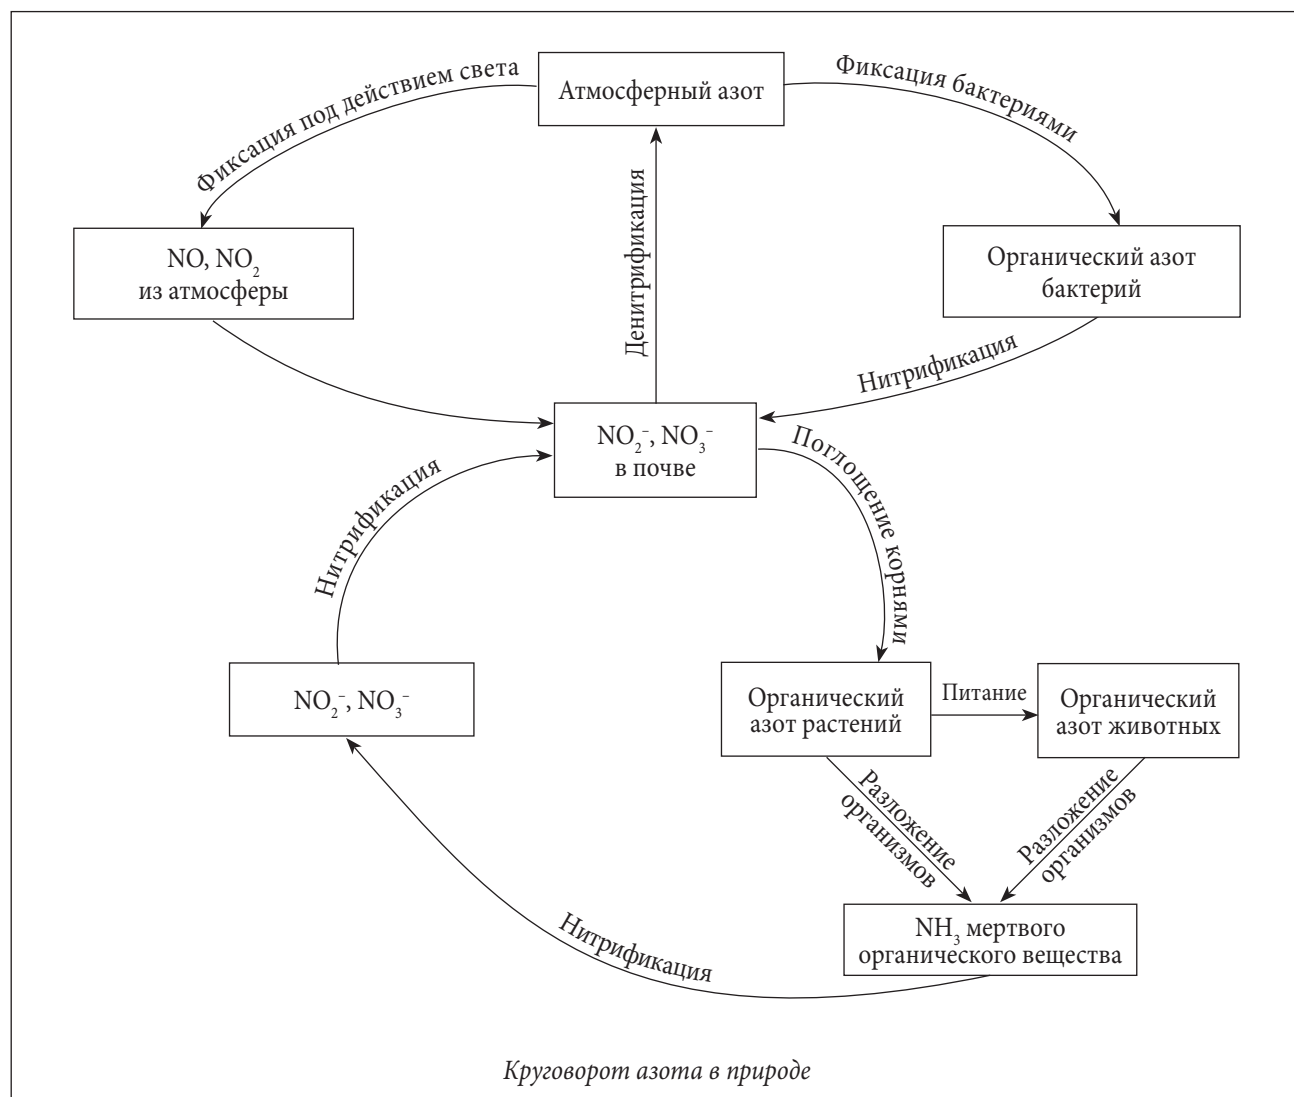 Фиксация под действием света
Атмосферный азот
Фиксация бактериями
NO, NO₂
из атмосферы
Денитрификация
Органический азот
бактерий
Нитрификация
NO₂⁻, NO₃⁻
в почве
Поглощение корнями
Нитрификация
NO₂⁻, NO₃⁻
Органический
азот растений
Питание
Органический
азот животных
Разложение
организмов
Разложение
организмов
NH₃ мертвого
органического вещества
Нитрификация
Круговорот азота в природе